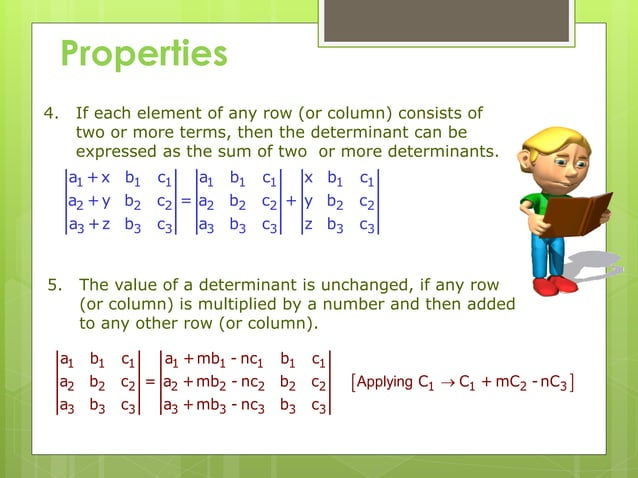 Properties
4. If each element of any row (or column) consists of
two or more terms, then the determinant can be
expressed as the sum of two or more determinants.
|a₁ + x b₁ c₁| |a₁ b₁ c₁| |x b₁ c₁|
|a₂ + y b₂ c₂| = |a₂ b₂ c₂| + |y b₂ c₂|
|a₃ + z b₃ c₃| |a₃ b₃ c₃| |z b₃ c₃|
5. The value of a determinant is unchanged, if any row
(or column) is multiplied by a number and then added
to any other row (or column).
|a₁ b₁ c₁| |a₁ + mb₁ - nc₁ b₁ c₁|
|a₂ b₂ c₂| = |a₂ + mb₂ - nc₂ b₂ c₂| [Applying C₁ → C₁ + mC₂ - nC₃]
|a₃ b₃ c₃| |a₃ + mb₃ - nc₃ b₃ c₃|